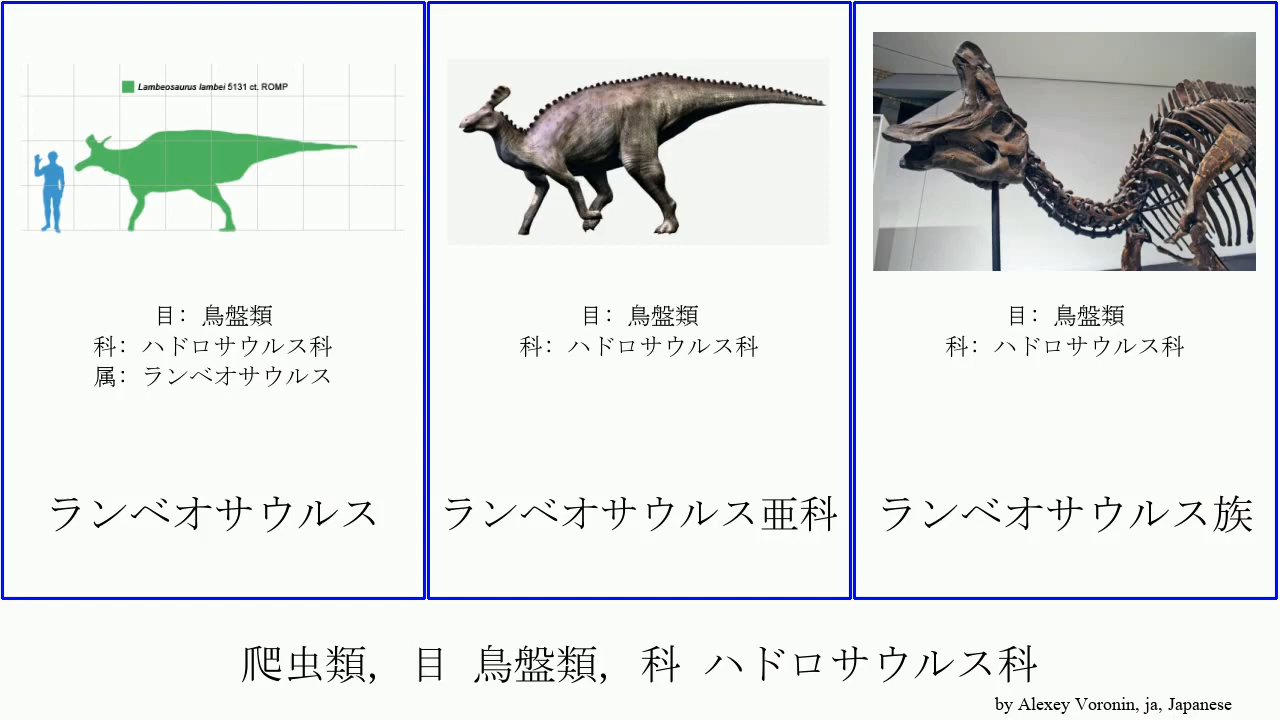 Lambeosaurus lambei 5131 ct. ROMP
目: 鳥盤類
科: ハドロサウルス科
属: ランベオサウルス
ランベオサウルス
目: 鳥盤類
科: ハドロサウルス科
ランベオサウルス亜科
目: 鳥盤類
科: ハドロサウルス科
ランベオサウルス族
爬虫類, 目 鳥盤類, 科 ハドロサウルス科
by Alexey Voronin, ja, Japanese